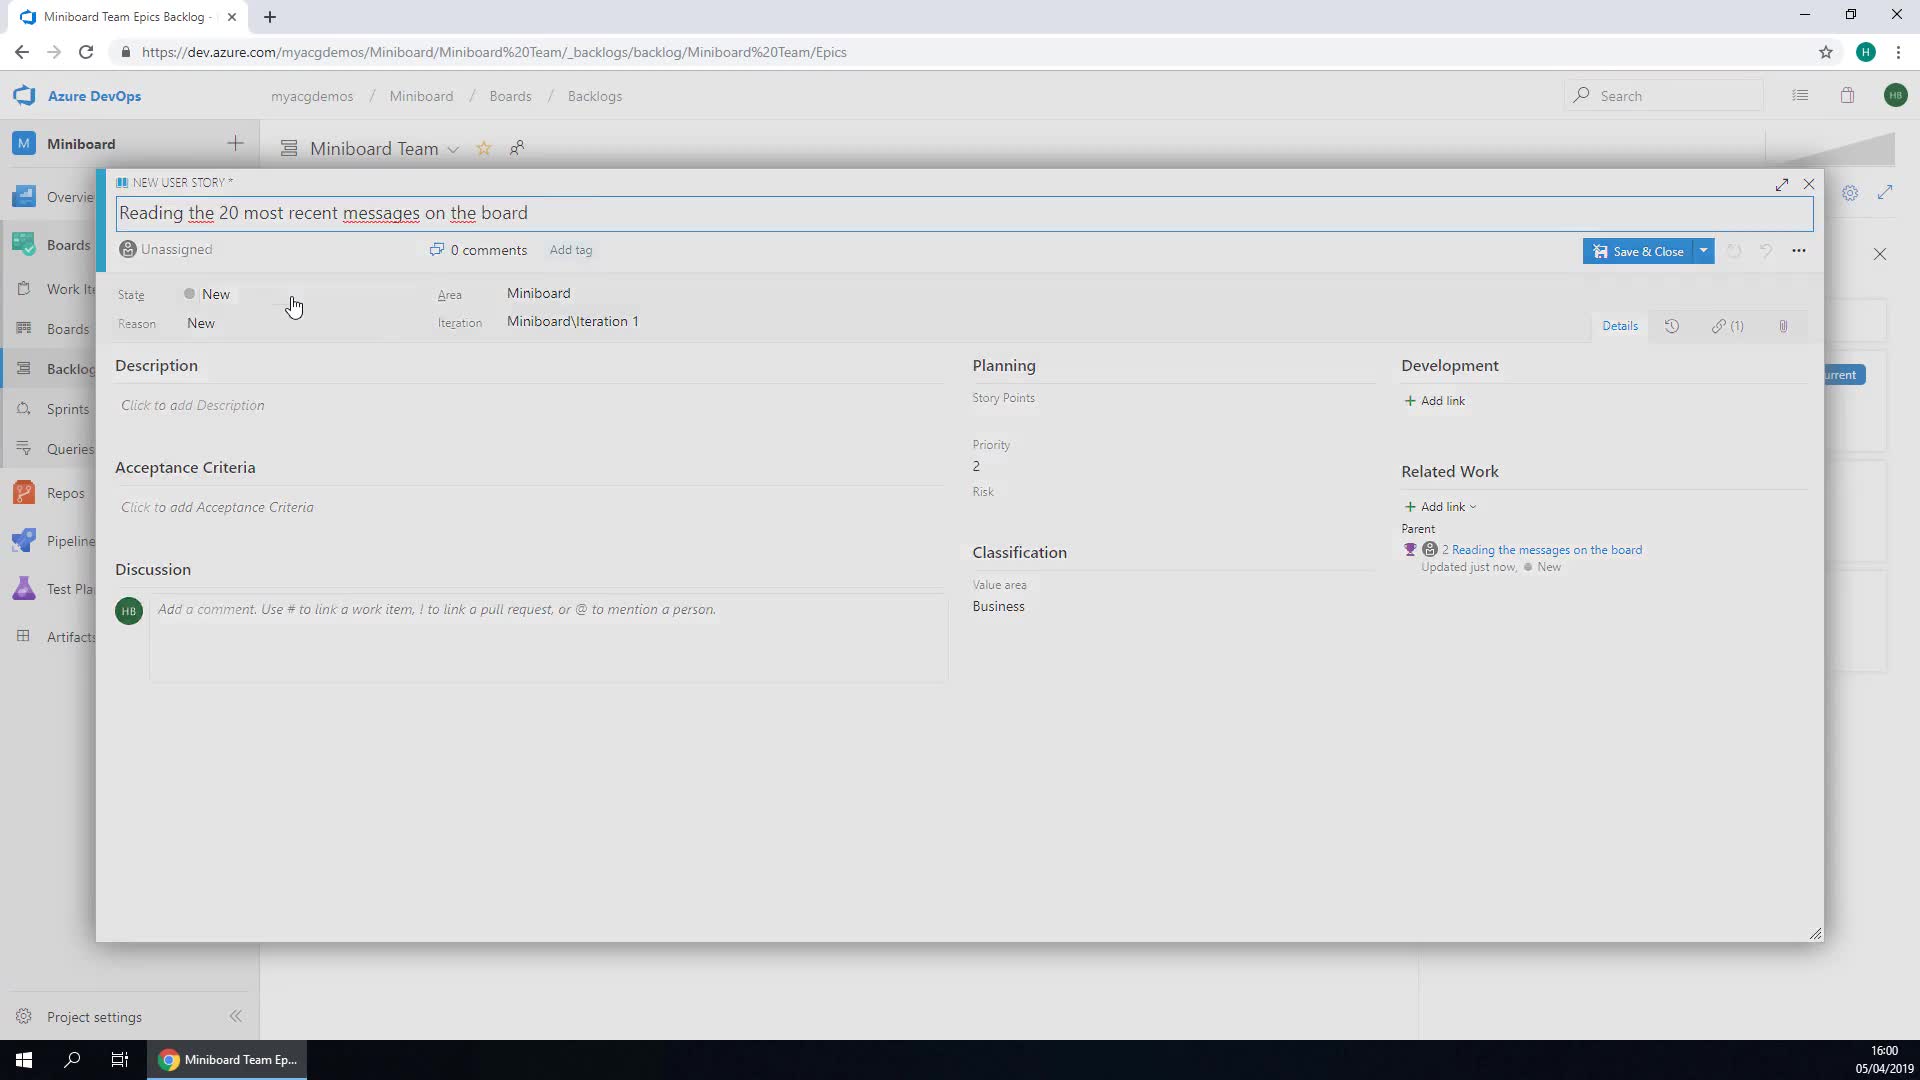 Miniboard Team Epics Backlog -
https://dev.azure.com/myacgdemos/Miniboard/Miniboard%20Team/_backlogs/backlog/Miniboard%20Team/Epics
H
Azure DevOps
myacgdemos / Miniboard / Boards / Backlogs
Search
HB
M Miniboard
Miniboard Team
Overvie
Boards
Work Ite
Boards
Backlog
Sprints
Queries
Repos
Pipeline
Test Pla
Artifacts
Project settings
NEW USER STORY *
Reading the 20 most recent messages on the board
Unassigned
0 comments
Add tag
Save & Close
State New
Area Miniboard
Reason New
Iteration Miniboard\Iteration 1
Details
(1)
Description
Click to add Description
Acceptance Criteria
Click to add Acceptance Criteria
Discussion
HB
Add a comment. Use # to link a work item, ! to link a pull request, or @ to mention a person.
Planning
Story Points
Priority
2
Risk
Classification
Value area
Business
Development
+ Add link
Related Work
+ Add link
Parent
2 Reading the messages on the board
Updated just now, New
urrent
Miniboard Team Ep...
16:00
05/04/2019